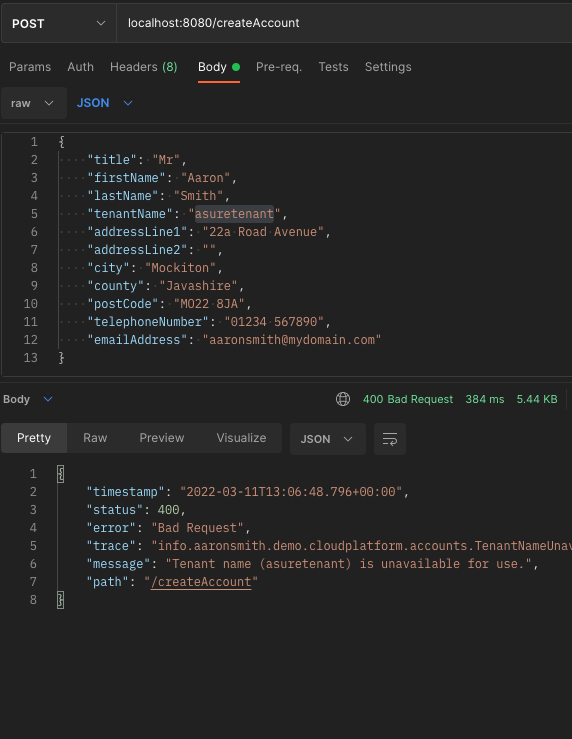 POST localhost:8080/createAccount
Params Auth Headers (8) Body Pre-req. Tests Settings
raw JSON
1 {
2 "title": "Mr",
3 "firstName": "Aaron",
4 "lastName": "Smith",
5 "tenantName": "asuretenant",
6 "addressLine1": "22a Road Avenue",
7 "addressLine2": "",
8 "city": "Mockiton",
9 "county": "Javashire",
10 "postCode": "MO22 8JA",
11 "telephoneNumber": "01234 567890",
12 "emailAddress": "aaronsmith@mydomain.com"
13 }
Body 400 Bad Request 384 ms 5.44 KB
Pretty Raw Preview Visualize JSON
1 {
2 "timestamp": "2022-03-11T13:06:48.796+00:00",
3 "status": 400,
4 "error": "Bad Request",
5 "trace": "info.aaronsmith.demo.cloudplatform.accounts.TenantNameUnav
6 "message": "Tenant name (asuretenant) is unavailable for use.",
7 "path": "/createAccount"
8 }